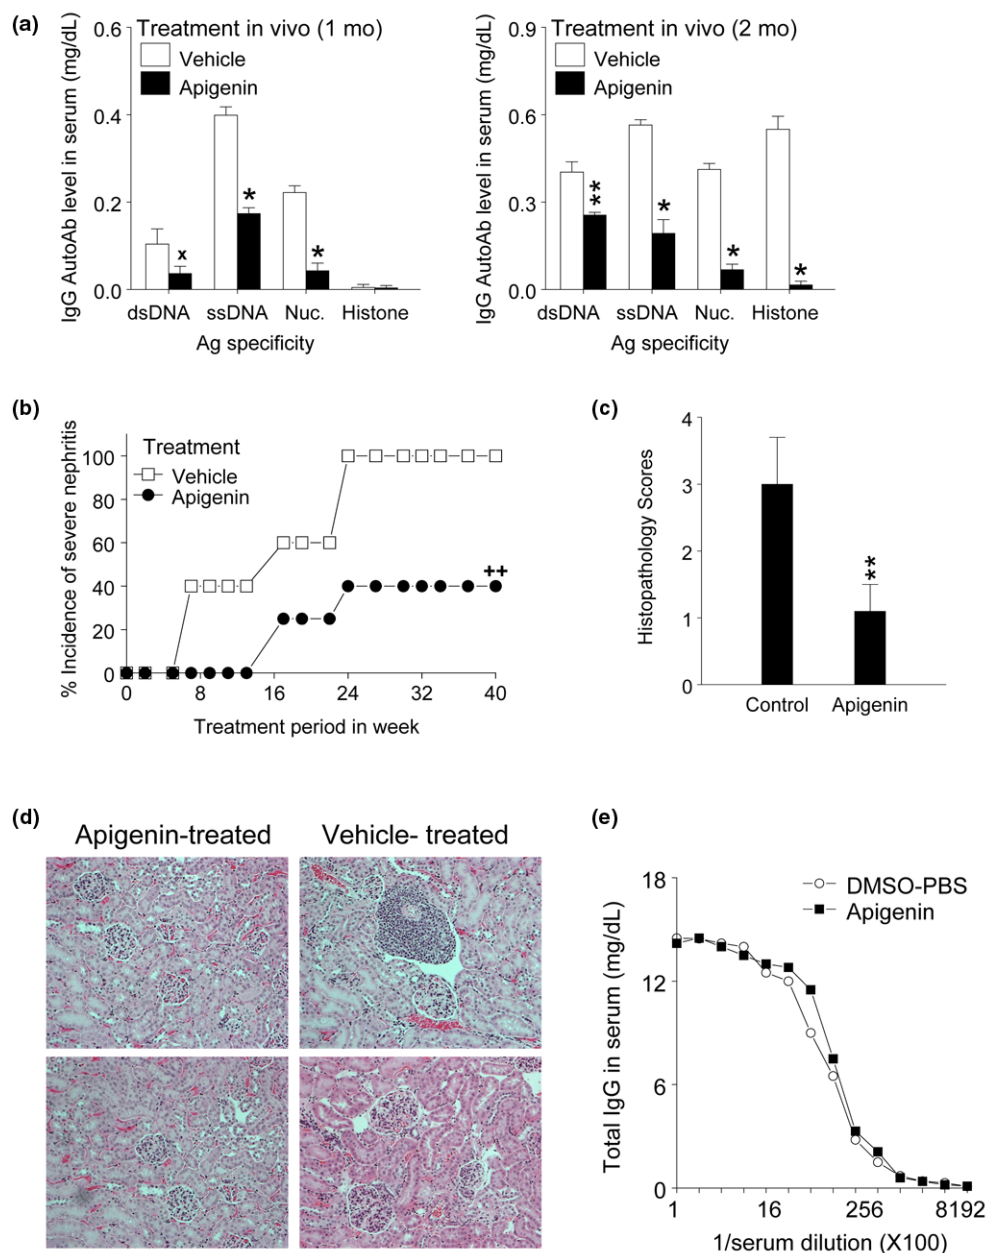 (a)
Treatment in vivo (1 mo)
Vehicle
Apigenin
IgG AutoAb level in serum (mg/dL)
0.6
0.4
0.2
0.0
x
*
*
dsDNA ssDNA Nuc. Histone
Ag specificity
Treatment in vivo (2 mo)
Vehicle
Apigenin
IgG AutoAb level in serum (mg/dL)
0.9
0.6
0.3
0.0
**
*
*
*
dsDNA ssDNA Nuc. Histone
Ag specificity
(b)
Treatment
Vehicle
Apigenin
% Incidence of severe nephritis
100
80
60
40
20
0
++
0 8 16 24 32 40
Treatment period in week
(c)
Histopathology Scores
4
3
2
1
0
**
Control Apigenin
(d)
Apigenin-treated Vehicle- treated
(e)
DMSO-PBS
Apigenin
Total IgG in serum (mg/dL)
18
12
6
0
1 16 256 8192
1/serum dilution (X100)